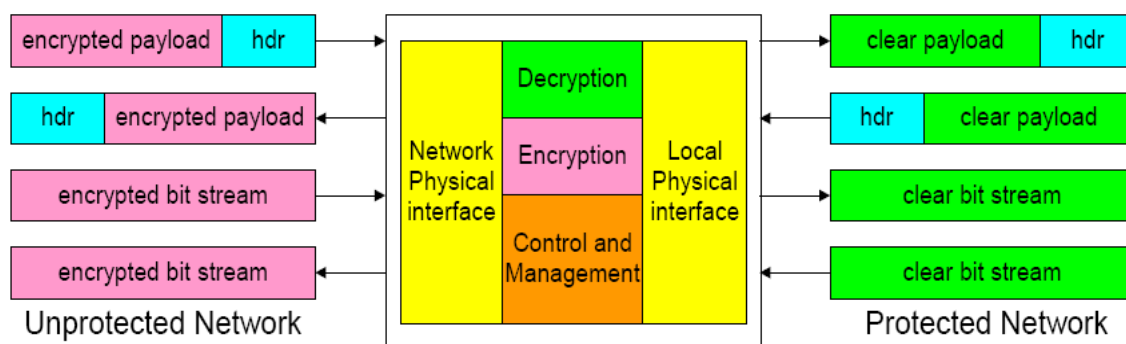 encrypted payload hdr
hdr encrypted payload
encrypted bit stream
encrypted bit stream
Unprotected Network
Network
Physical
interface
Decryption
Encryption
Control and
Management
Local
Physical
interface
clear payload hdr
hdr clear payload
clear bit stream
clear bit stream
Protected Network